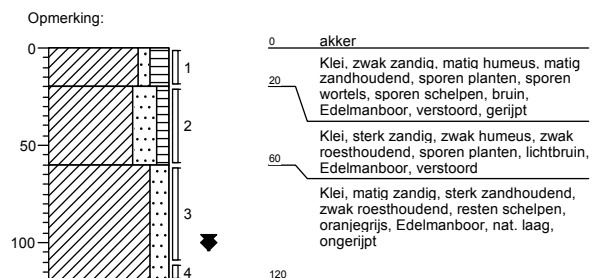 Opmerking:
0
50
100
1
2
3
4
0
akker
Klei, zwak zandig, matig humeus, matig
zandhoudend, sporen planten, sporen
wortels, sporen schelpen, bruin,
Edelmanboor, verstoord, gerijpt
20
Klei, sterk zandig, zwak humeus, zwak
roesthoudend, sporen planten, lichtbruin,
Edelmanboor, verstoord
60
Klei, matig zandig, sterk zandhoudend,
zwak roesthoudend, resten schelpen,
oranjegrijs, Edelmanboor, nat. laag,
ongerijpt
120